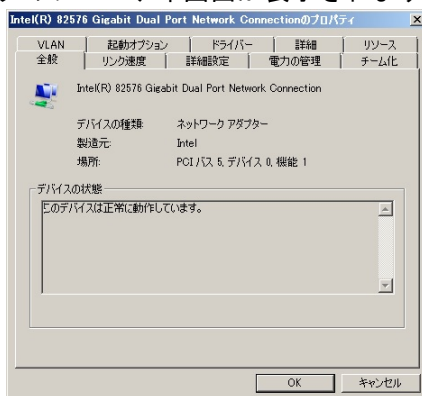 Intel(R) 82576 Gigabit Dual Port Network Connectionのプロパティ
VLAN 起動オプション ドライバー 詳細 リソース
全般 リンク速度 詳細設定 電力の管理 チーム化
Intel(R) 82576 Gigabit Dual Port Network Connection
デバイスの種類: ネットワーク アダプター
製造元: Intel
場所: PCI バス 5, デバイス 0, 機能 1
デバイスの状態
このデバイスは正常に動作しています。
OK キャンセル